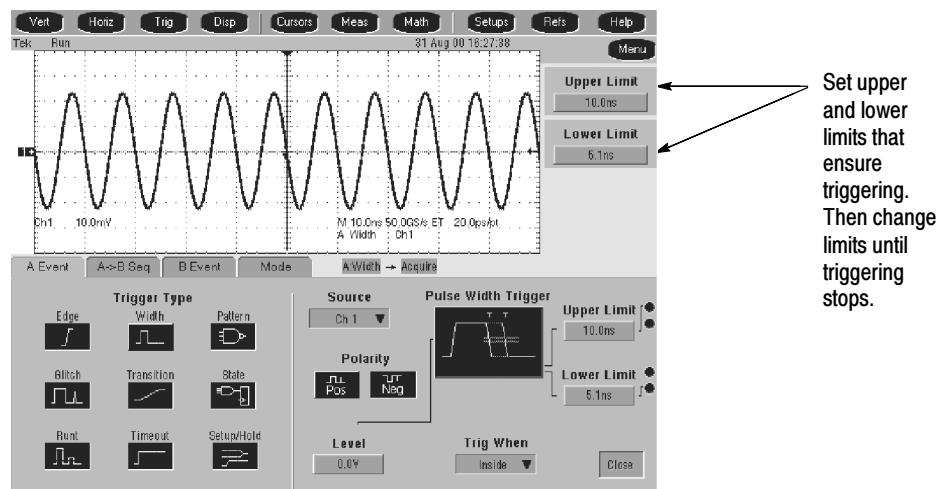 Vert Horiz Trig Disp Cursors Meas Math Setups Refs Help
Tek Run 31 Aug 00 16:27:38
Menu
Upper Limit
10.0ns
Lower Limit
5.1ns
Set upper
and lower
limits that
ensure
triggering.
Then change
limits until
triggering
stops.
Ch1 10.0mV M 10.0ns 50.0GS/s ET 20.0ps/pt
A Width Ch1
A Event A->B Seq B Event Mode A:Width → Acquire
Trigger Type
Edge Width Pattern
Glitch Transition State
Runt Timeout Setup/Hold
Source
Ch 1 ▼
Polarity
Pos Neg
Level
0.0V
Pulse Width Trigger
T T
Upper Limit
10.0ns
Lower Limit
5.1ns
Trig When
Inside ▼
Close